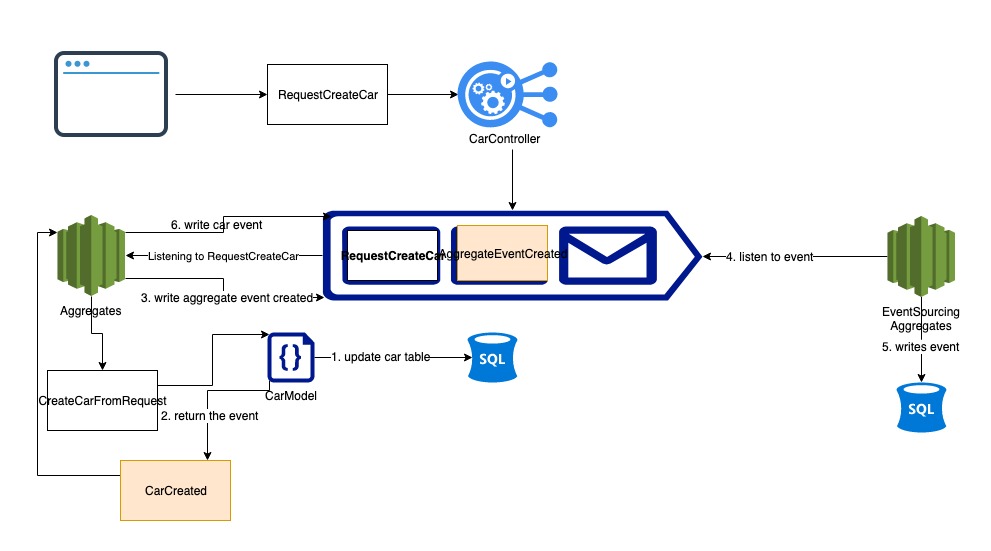 RequestCreateCar
CarController
6. write car event
Listening to RequestCreateCar
RequestCreateCar
AggregateEventCreated
4. listen to event
3. write aggregate event created
Aggregates
EventSourcing
Aggregates
5. writes event
{}
1. update car table
SQL
CarModel
CreateCarFromRequest
2. return the event
SQL
CarCreated